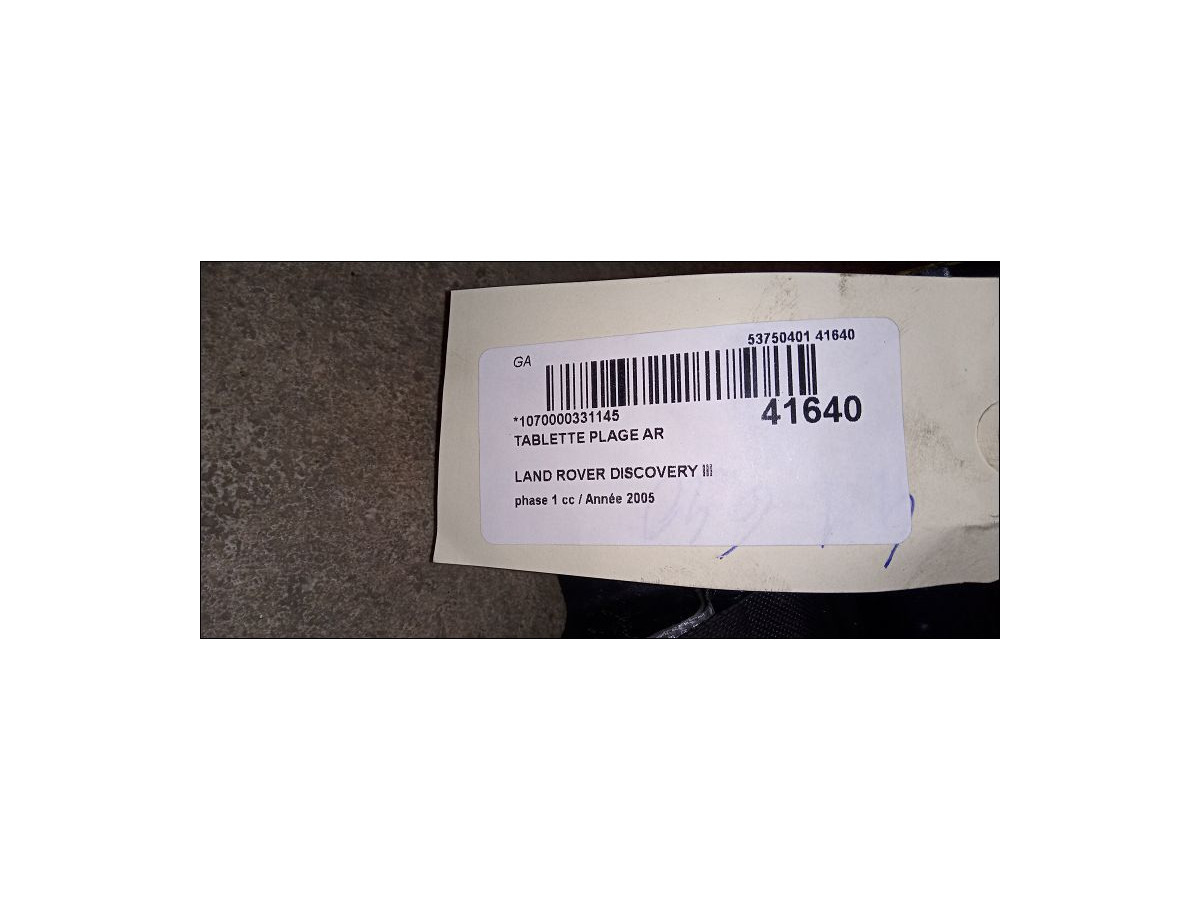 GA
53750401 41640
*1070000331145
41640
TABLETTE PLAGE AR
LAND ROVER DISCOVERY III
phase 1 cc / Année 2005